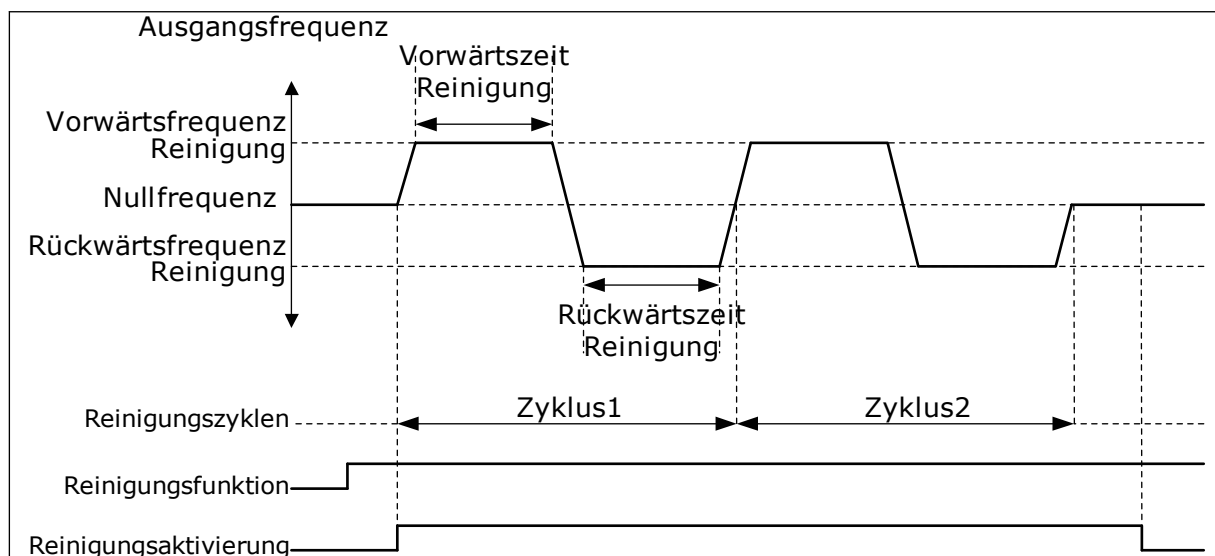 Ausgangsfrequenz
Vorwärtszeit
Reinigung
Vorwärtsfrequenz
Reinigung
Nullfrequenz
Rückwärtsfrequenz
Reinigung
Rückwärtszeit
Reinigung
Zyklus1
Zyklus2
Reinigungszyklen
Reinigungsfunktion
Reinigungsaktivierung